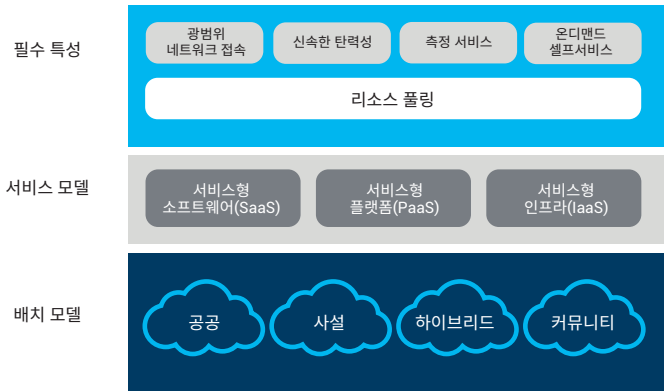 필수 특성
광범위
네트워크 접속
신속한 탄력성
측정 서비스
온디맨드
셀프서비스
리소스 풀링
서비스 모델
서비스형
소프트웨어(SaaS)
서비스형
플랫폼(PaaS)
서비스형
인프라(IaaS)
배치 모델
공공
사설
하이브리드
커뮤니티